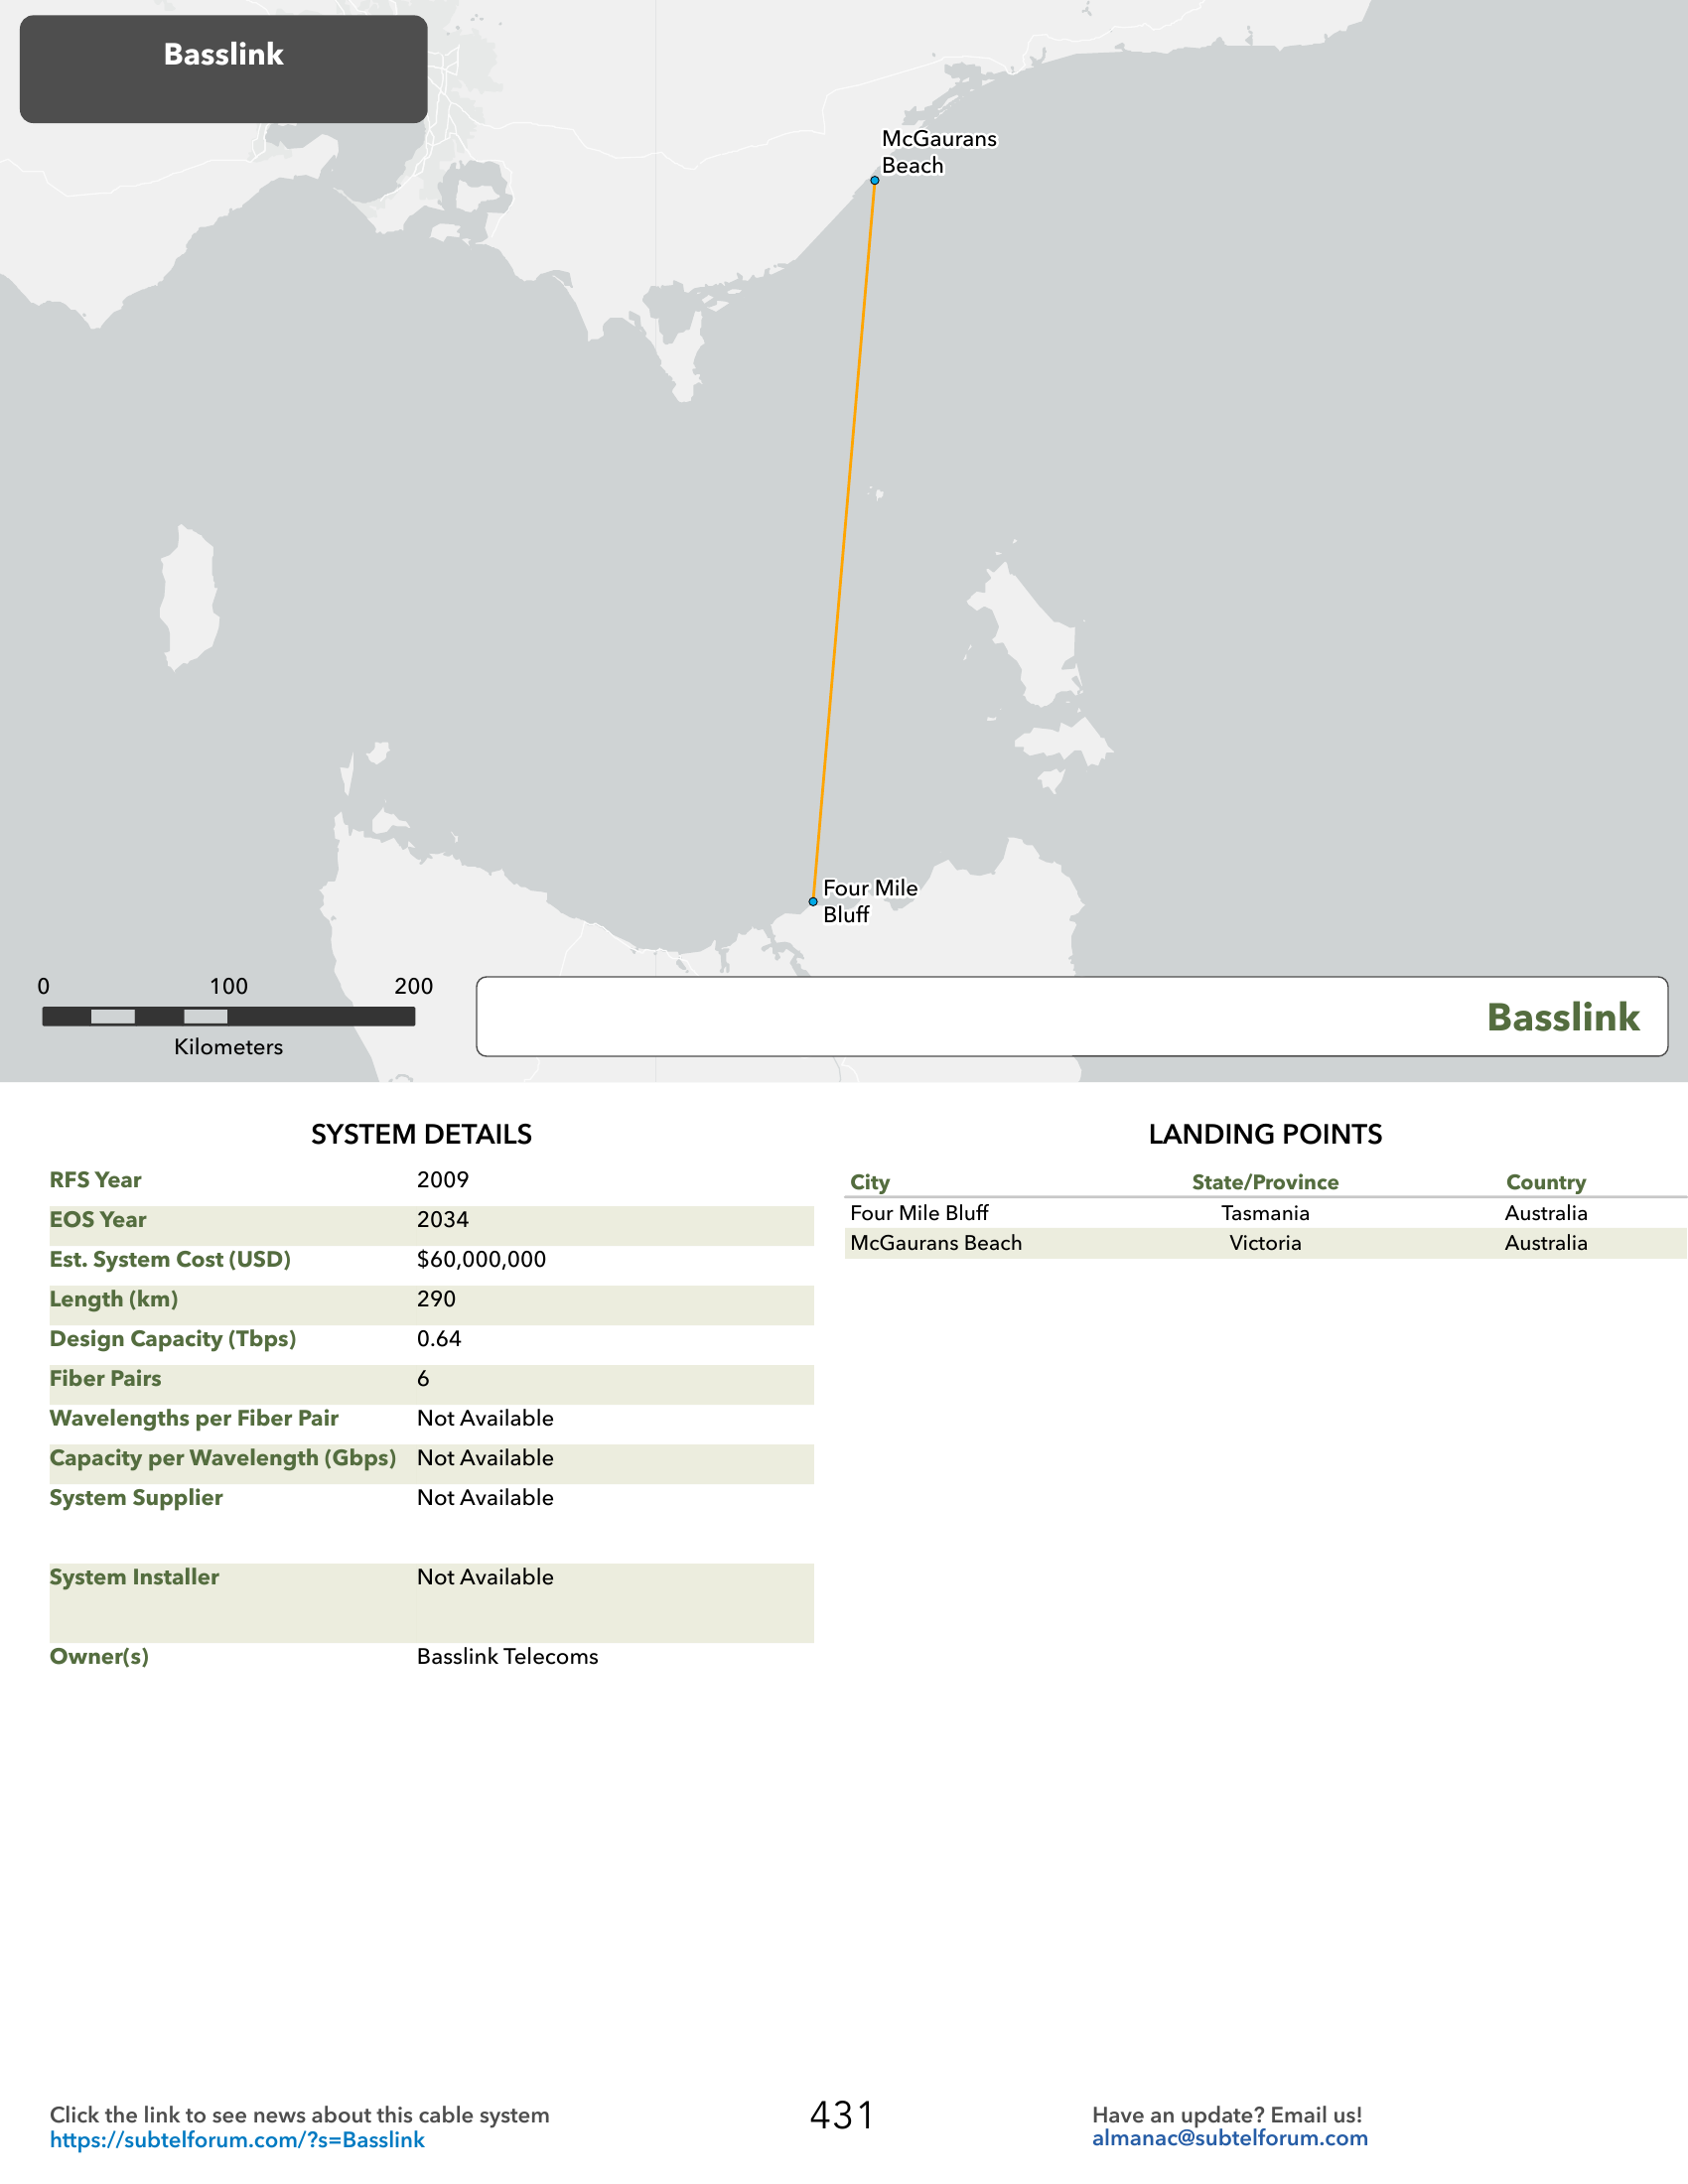 Basslink
McGaurans
Beach
Four Mile
Bluff
0 100 200
Kilometers
Basslink
SYSTEM DETAILS
RFS Year 2009
EOS Year 2034
Est. System Cost (USD) $60,000,000
Length (km) 290
Design Capacity (Tbps) 0.64
Fiber Pairs 6
Wavelengths per Fiber Pair Not Available
Capacity per Wavelength (Gbps) Not Available
System Supplier Not Available
System Installer Not Available
Owner(s) Basslink Telecoms
LANDING POINTS
City State/Province Country
Four Mile Bluff Tasmania Australia
McGaurans Beach Victoria Australia
Click the link to see news about this cable system
https://subtelforum.com/?s=Basslink
431
Have an update? Email us!
almanac@subtelforum.com